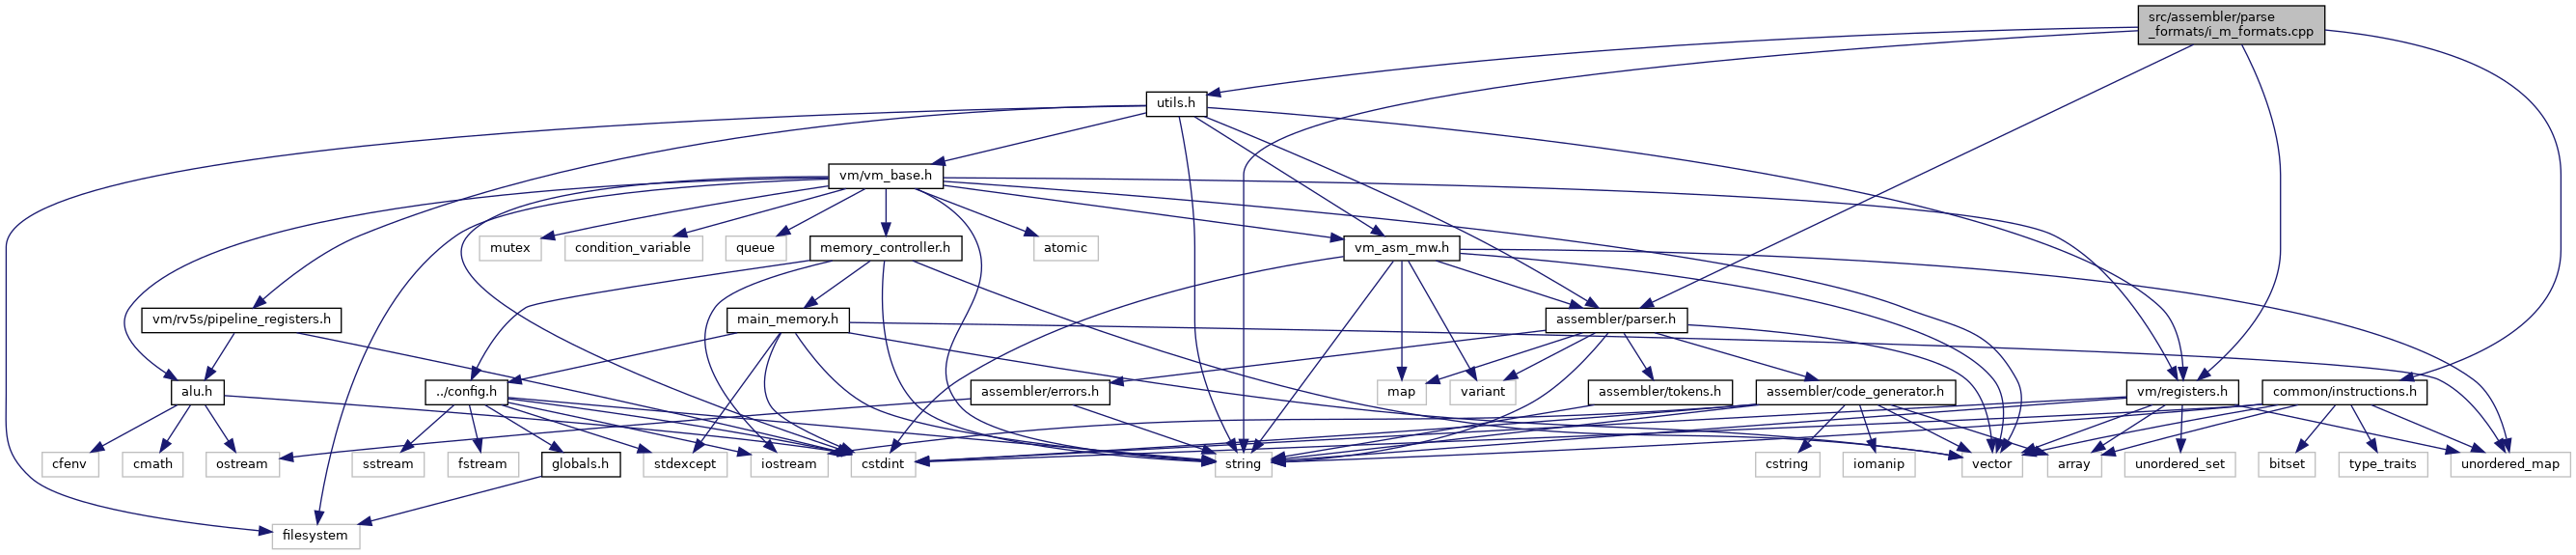 src/assembler/parse
_formats/i_m_formats.cpp
utils.h
vm/vm_base.h
mutex
condition_variable
queue
memory_controller.h
atomic
vm_asm_mw.h
vm/rv5s/pipeline_registers.h
main_memory.h
assembler/parser.h
alu.h
../config.h
assembler/errors.h
map
variant
assembler/tokens.h
assembler/code_generator.h
vm/registers.h
common/instructions.h
cfenv
cmath
ostream
sstream
fstream
globals.h
stdexcept
iostream
cstdint
string
cstring
iomanip
vector
array
unordered_set
bitset
type_traits
unordered_map
filesystem